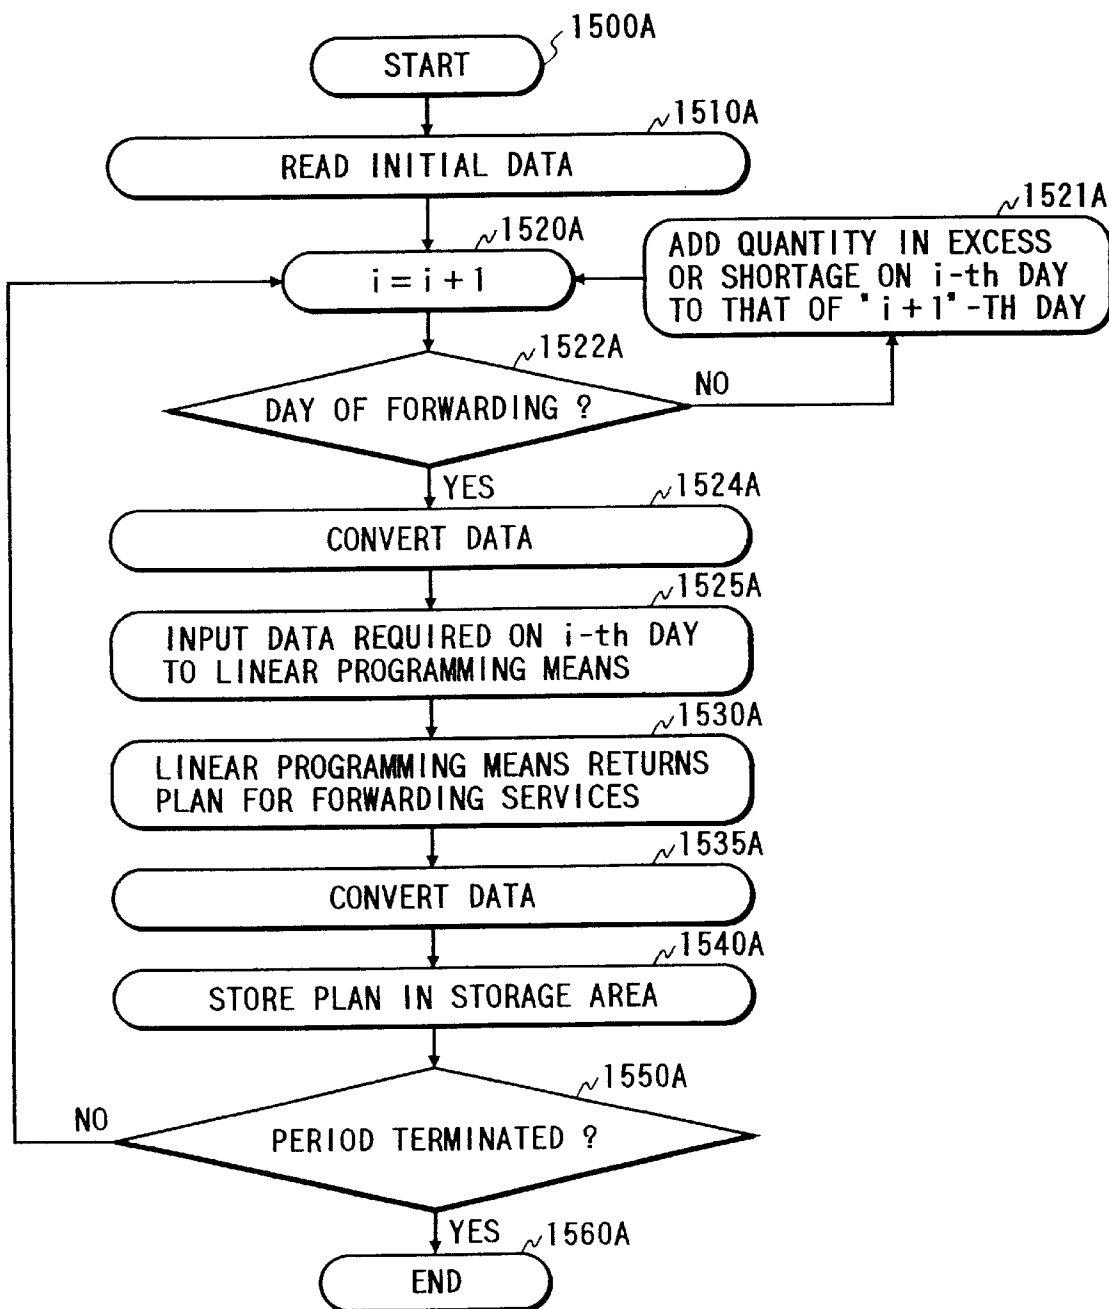 1500A
START
1510A
READ INITIAL DATA
1520A
i = i + 1
1521A
ADD QUANTITY IN EXCESS
OR SHORTAGE ON i-th DAY
TO THAT OF "i+1"-TH DAY
1522A
DAY OF FORWARDING ?
NO
YES
1524A
CONVERT DATA
1525A
INPUT DATA REQUIRED ON i-th DAY
TO LINEAR PROGRAMMING MEANS
1530A
LINEAR PROGRAMMING MEANS RETURNS
PLAN FOR FORWARDING SERVICES
1535A
CONVERT DATA
1540A
STORE PLAN IN STORAGE AREA
1550A
NO
PERIOD TERMINATED ?
YES
1560A
END